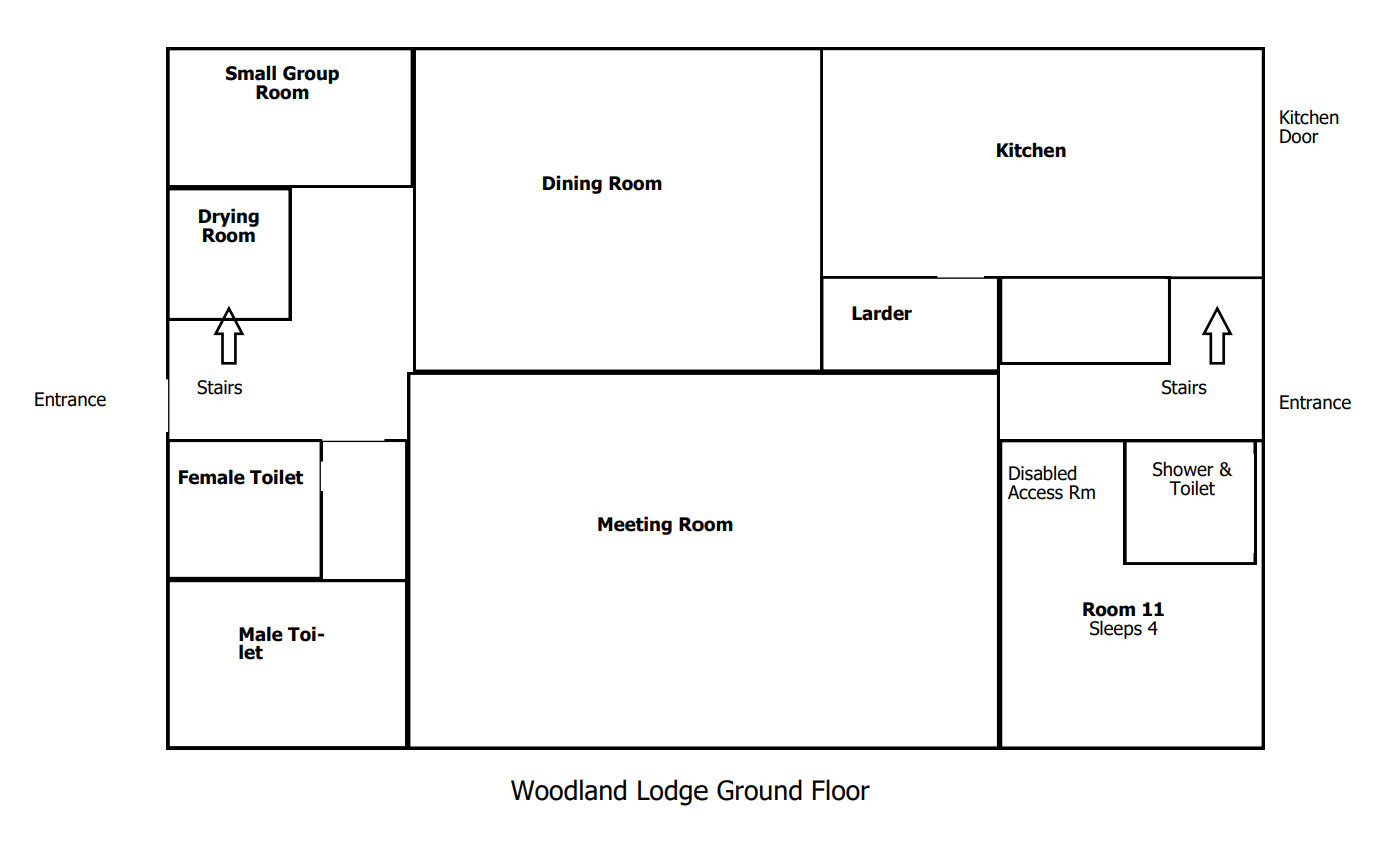 Small Group
Room
Kitchen
Door
Kitchen
Dining Room
Drying
Room
Larder
Stairs
Stairs
Entrance
Entrance
Female Toilet
Disabled
Access Rm
Shower &
Toilet
Meeting Room
Room 11
Sleeps 4
Male Toi-
let
Woodland Lodge Ground Floor